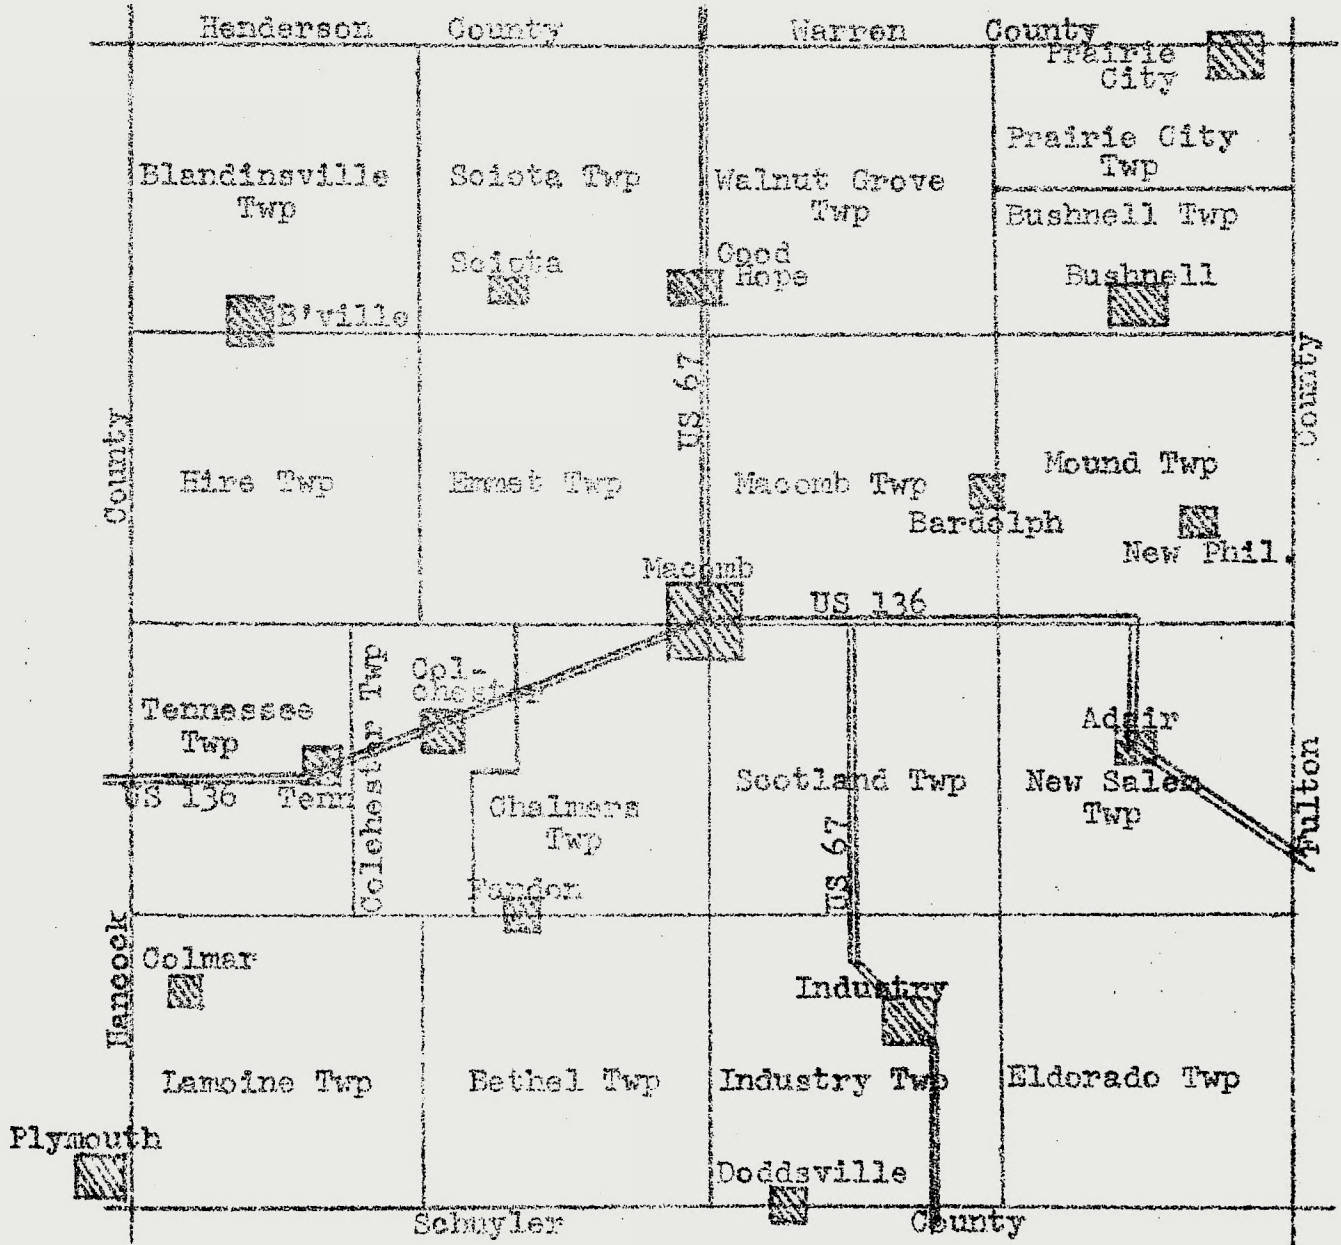 Henderson County Warren County
Prairie
City
Prairie City
Twp
Blandinsville
Twp
Sciota Twp
Walnut Grove
Twp
Bushnell Twp
Sciota
Good
Hope
Bushnell
B'ville
US 67
County
County
Hire Twp
Emmet Twp
Macomb Twp
Mound Twp
Bardolph
New Phil.
Macomb
US 136
Colchester Twp
Col-
chester
Tennessee
Twp
Adair
US 136
Tenn
Scotland Twp
New Salem
Twp
Chalmers
Twp
US 67
Fulton
Fandon
Hancock
Colmar
Industry
Lamoine Twp
Bethel Twp
Industry Twp
Eldorado Twp
Plymouth
Doddsville
Schuyler County